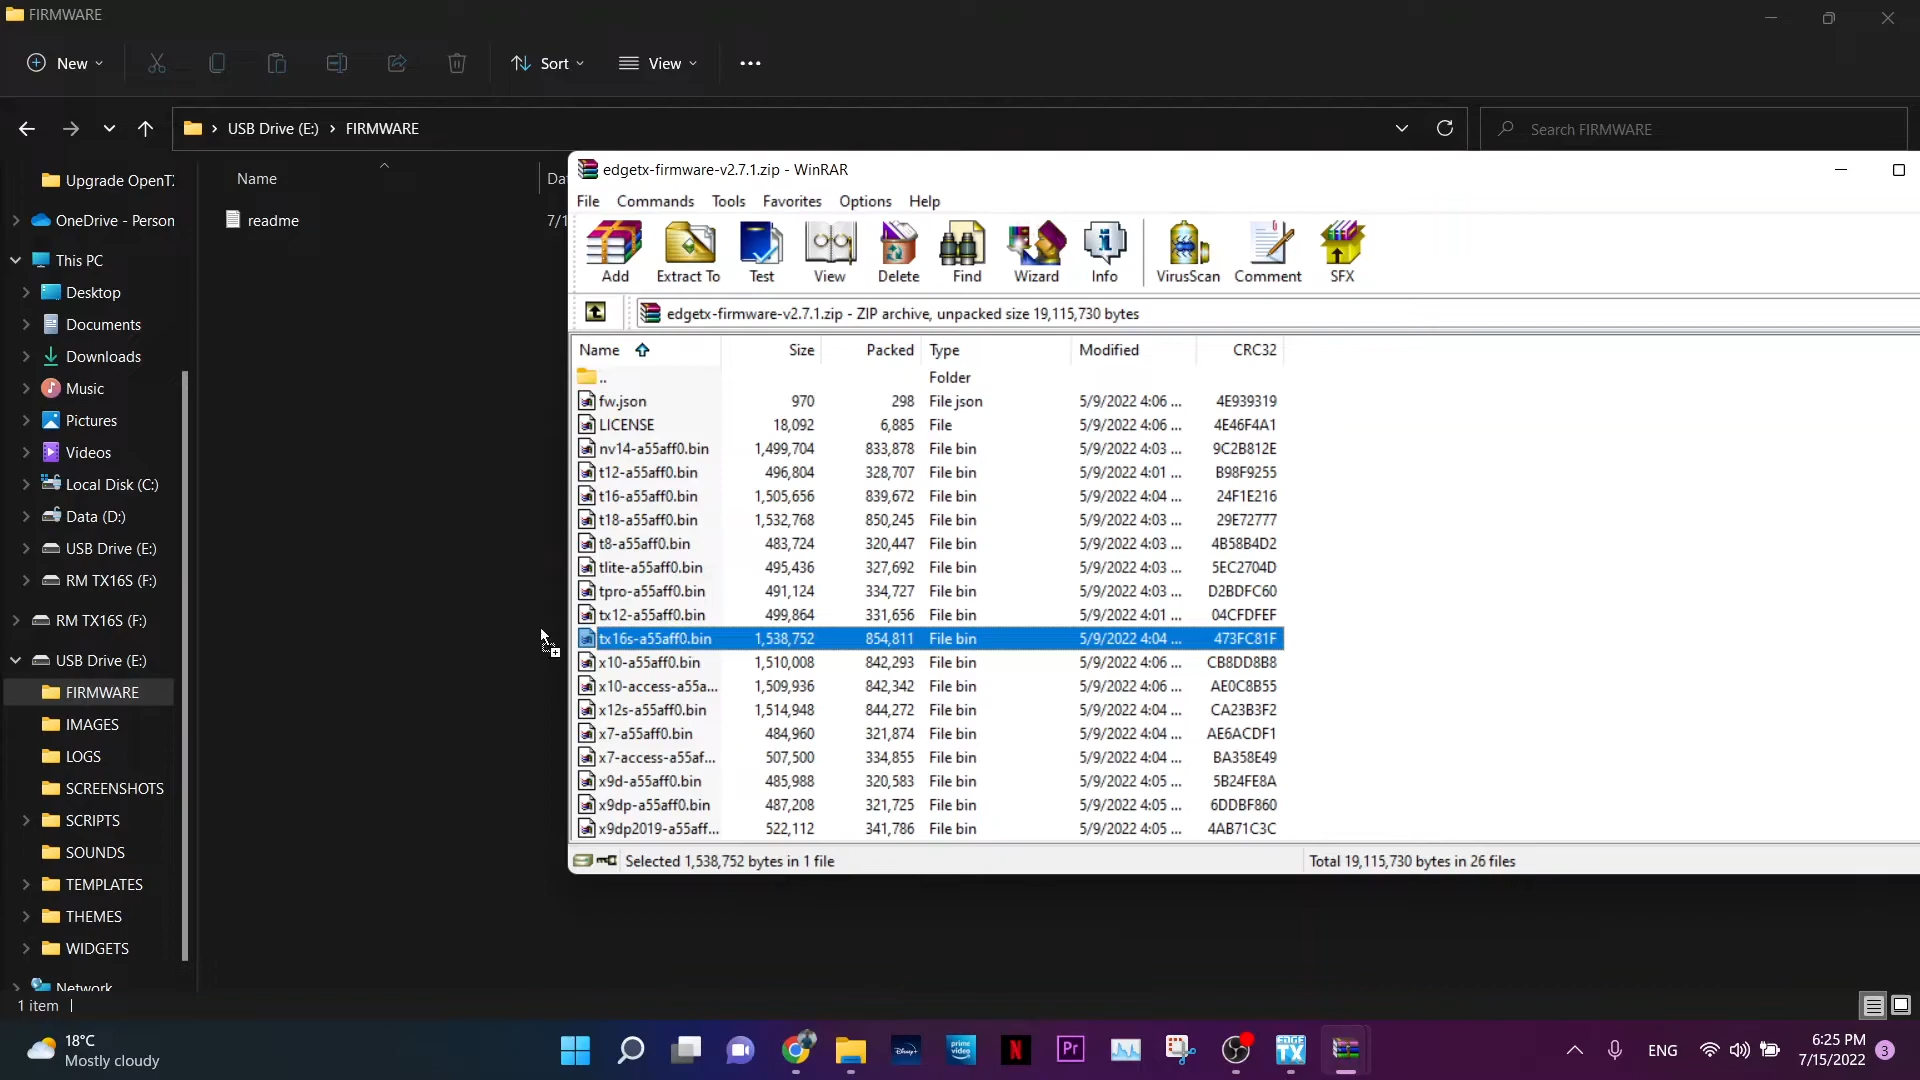 FIRMWARE
New
Sort
View
USB Drive (E:) > FIRMWARE
Search FIRMWARE
Upgrade OpenT
OneDrive - Person
This PC
Desktop
Documents
Downloads
Music
Pictures
Videos
Local Disk (C:)
Data (D:)
USB Drive (E:)
RM TX16S (F:)
RM TX16S (F:)
USB Drive (E:)
FIRMWARE
IMAGES
LOGS
SCREENSHOTS
SCRIPTS
SOUNDS
TEMPLATES
THEMES
WIDGETS
Network
1 item
Name
readme 7/1
edgetx-firmware-v2.7.1.zip - WinRAR
File Commands Tools Favorites Options Help
Add Extract To Test View Delete Find Wizard Info VirusScan Comment SFX
edgetx-firmware-v2.7.1.zip - ZIP archive, unpacked size 19,115,730 bytes
Name Size Packed Type Modified CRC32
.. Folder
fw.json 970 298 File json 5/9/2022 4:06 ... 4E939319
LICENSE 18,092 6,885 File 5/9/2022 4:06 ... 4E46F4A1
nv14-a55aff0.bin 1,499,704 833,878 File bin 5/9/2022 4:03 ... 9C2B812E
t12-a55aff0.bin 496,804 328,707 File bin 5/9/2022 4:01 ... B98F9255
t16-a55aff0.bin 1,505,656 839,672 File bin 5/9/2022 4:04 ... 24F1E216
t18-a55aff0.bin 1,532,768 850,245 File bin 5/9/2022 4:03 ... 29E72777
t8-a55aff0.bin 483,724 320,447 File bin 5/9/2022 4:03 ... 4B58B4D2
tlite-a55aff0.bin 495,436 327,692 File bin 5/9/2022 4:03 ... 5EC2704D
tpro-a55aff0.bin 491,124 334,727 File bin 5/9/2022 4:03 ... D2BDFC60
tx12-a55aff0.bin 499,864 331,656 File bin 5/9/2022 4:01 ... 04CFDFEF
tx16s-a55aff0.bin 1,538,752 854,811 File bin 5/9/2022 4:04 ... 473FC81F
x10-a55aff0.bin 1,510,008 842,293 File bin 5/9/2022 4:06 ... CB8DD8B8
x10-access-a55a... 1,509,936 842,342 File bin 5/9/2022 4:06 ... AE0C8B55
x12s-a55aff0.bin 1,514,948 844,272 File bin 5/9/2022 4:04 ... CA23B3F2
x7-a55aff0.bin 484,960 321,874 File bin 5/9/2022 4:04 ... AE6ACDF1
x7-access-a55af... 507,500 334,855 File bin 5/9/2022 4:04 ... BA358E49
x9d-a55aff0.bin 485,988 320,583 File bin 5/9/2022 4:05 ... 5B24FE8A
x9dp-a55aff0.bin 487,208 321,725 File bin 5/9/2022 4:05 ... 6DDBF860
x9dp2019-a55aff... 522,112 341,786 File bin 5/9/2022 4:05 ... 4AB71C3C
Selected 1,538,752 bytes in 1 file Total 19,115,730 bytes in 26 files
18°C
Mostly cloudy
Disney+
prime video
N
Pr
EDGE TX
ENG
6:25 PM
7/15/2022
3